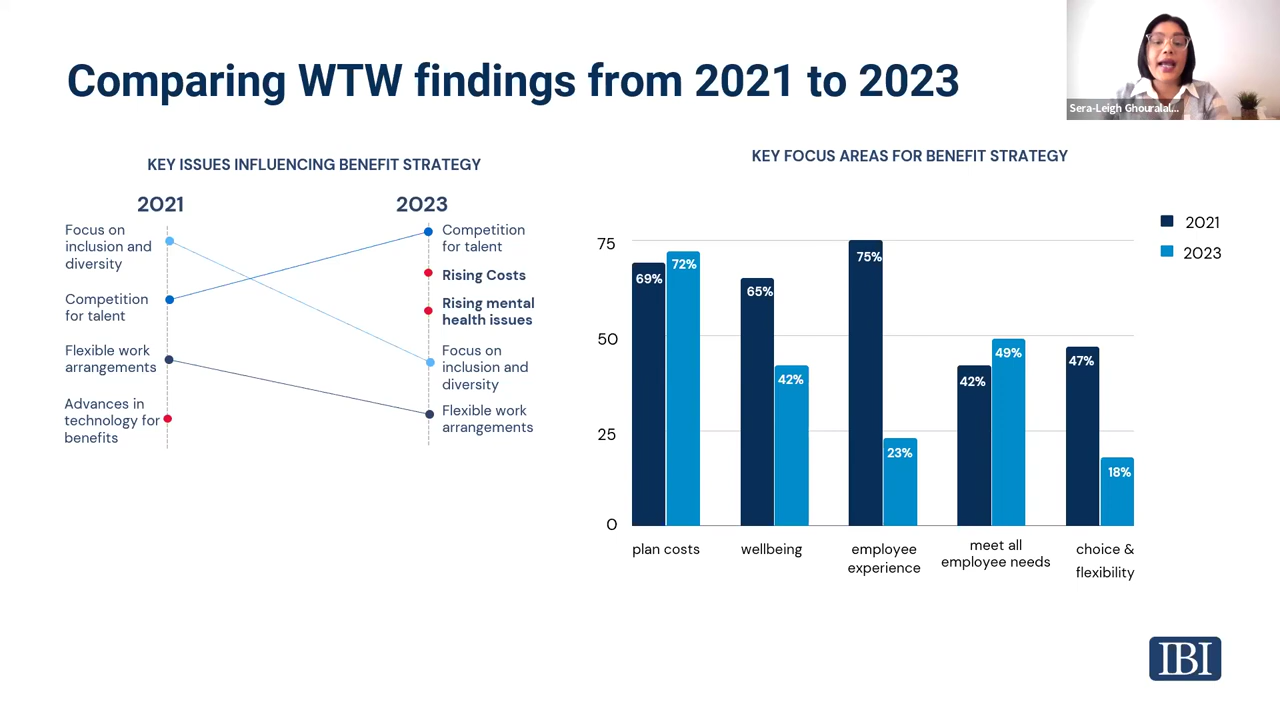 Comparing WTW findings from 2021 to 2023
Sera-Leigh Ghouralal...
KEY ISSUES INFLUENCING BENEFIT STRATEGY
2021
2023
Focus on
inclusion and
diversity
Competition
for talent
Flexible work
arrangements
Advances in
technology for
benefits
Competition
for talent
Rising Costs
Rising mental
health issues
Focus on
inclusion and
diversity
Flexible work
arrangements
KEY FOCUS AREAS FOR BENEFIT STRATEGY
2021
2023
75
50
25
0
69%
72%
65%
42%
75%
23%
42%
49%
47%
18%
plan costs
wellbeing
employee
experience
meet all
employee needs
choice &
flexibility
IBI